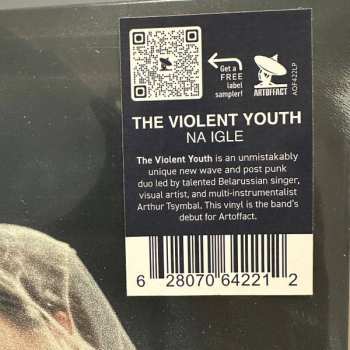 Get a
FREE
label
sampler!
ARTOFFACT
AOF422LP
THE VIOLENT YOUTH
NA IGLE
The Violent Youth is an unmistakably
unique new wave and post punk
duo led by talented Belarussian singer,
visual artist, and multi-instrumentalist
Arthur Tsymbal. This vinyl is the band's
debut for Artoffact.
6 28070 64221 2